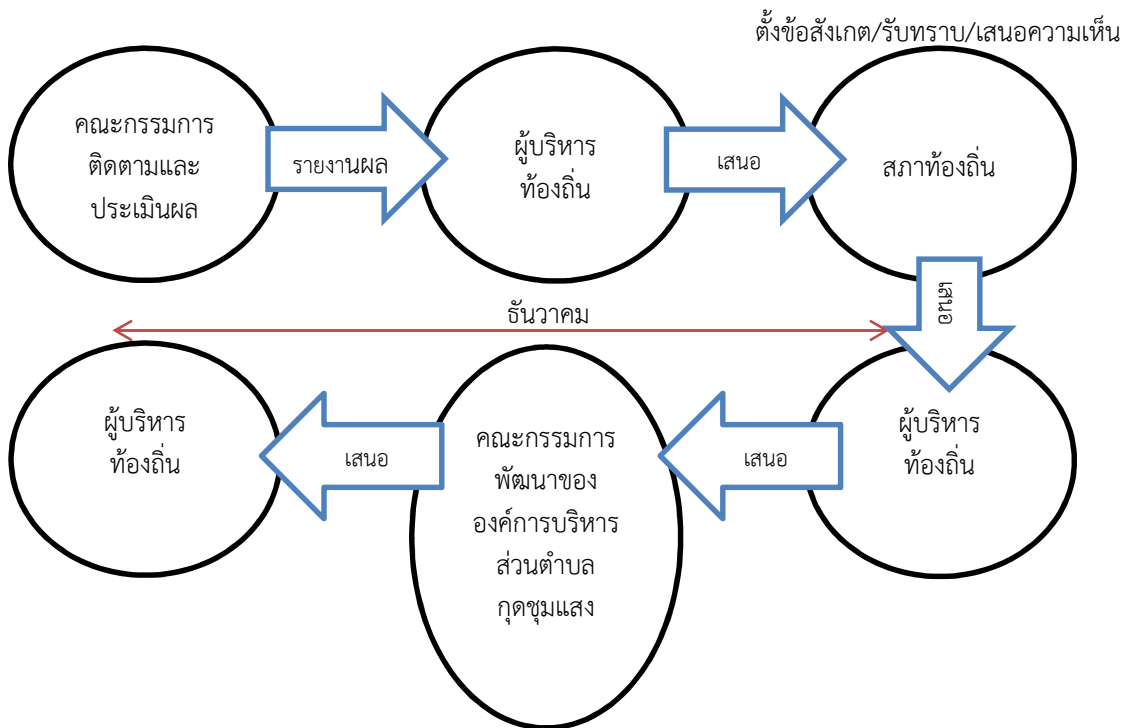 ตั้งข้อสังเกต/รับทราบ/เสนอความเห็น
คณะกรรมการ
ติดตามและ
ประเมินผล
รายงานผล
ผู้บริหาร
ท้องถิ่น
เสนอ
สภาท้องถิ่น
เสนอ
ธันวาคม
ผู้บริหาร
ท้องถิ่น
เสนอ
คณะกรรมการ
พัฒนาของ
องค์การบริหาร
ส่วนตำบล
กุดชุมแสง
เสนอ
ผู้บริหาร
ท้องถิ่น